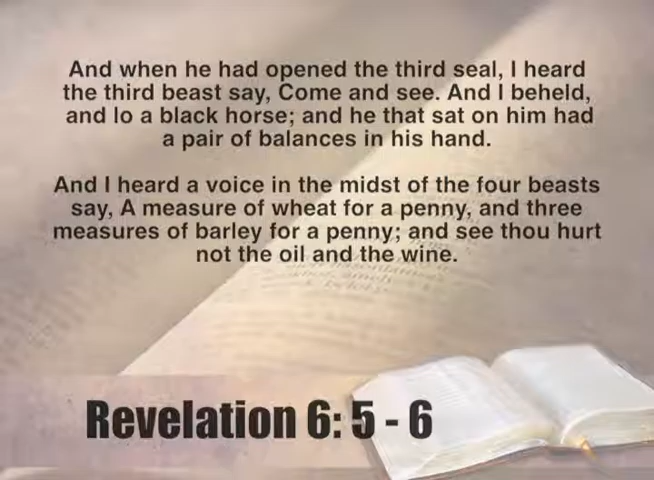 And when he had opened the third seal, I heard
the third beast say, Come and see. And I beheld,
and lo a black horse; and he that sat on him had
a pair of balances in his hand.
And I heard a voice in the midst of the four beasts
say, A measure of wheat for a penny, and three
measures of barley for a penny; and see thou hurt
not the oil and the wine.
Revelation 6: 5 - 6